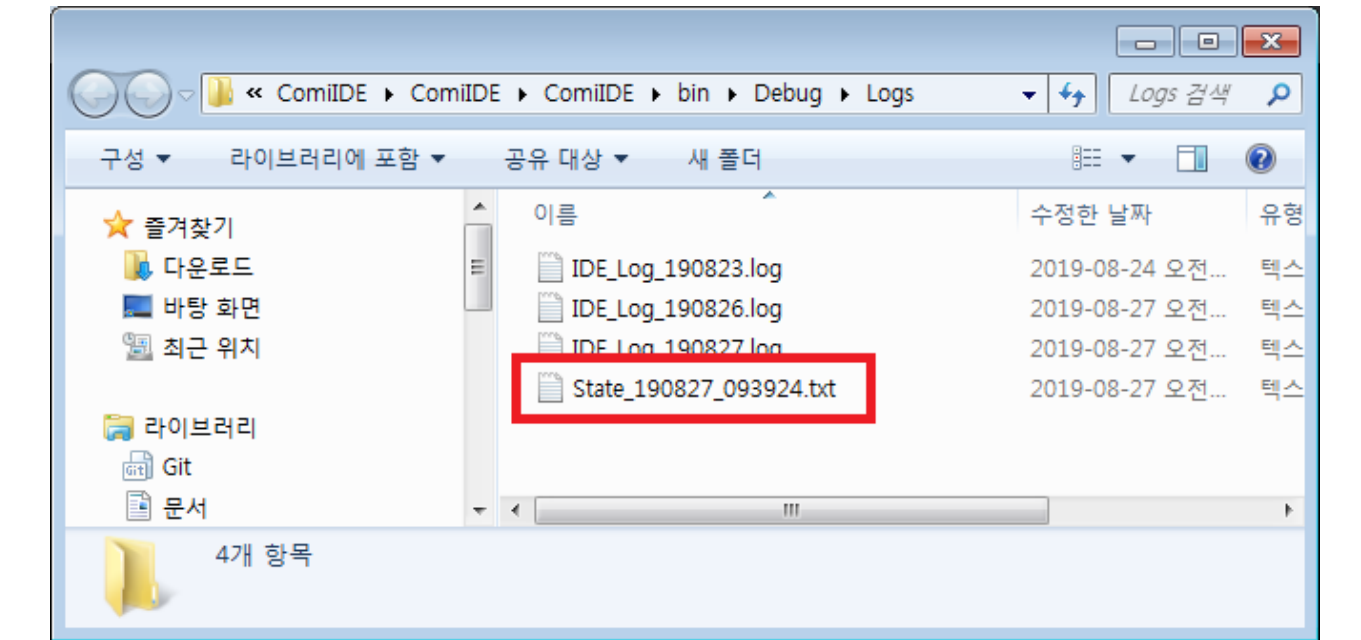 « ComiIDE ▸ ComiIDE ▸ ComiIDE ▸ bin ▸ Debug ▸ Logs
Logs 검색
구성 라이브러리에 포함 공유 대상 새 폴더
즐겨찾기
다운로드
바탕 화면
최근 위치
라이브러리
Git
문서
이름 수정한 날짜 유형
IDE_Log_190823.log 2019-08-24 오전... 텍스
IDE_Log_190826.log 2019-08-27 오전... 텍스
IDE_Log_190827.log 2019-08-27 오전... 텍스
State_190827_093924.txt 2019-08-27 오전... 텍스
4개 항목